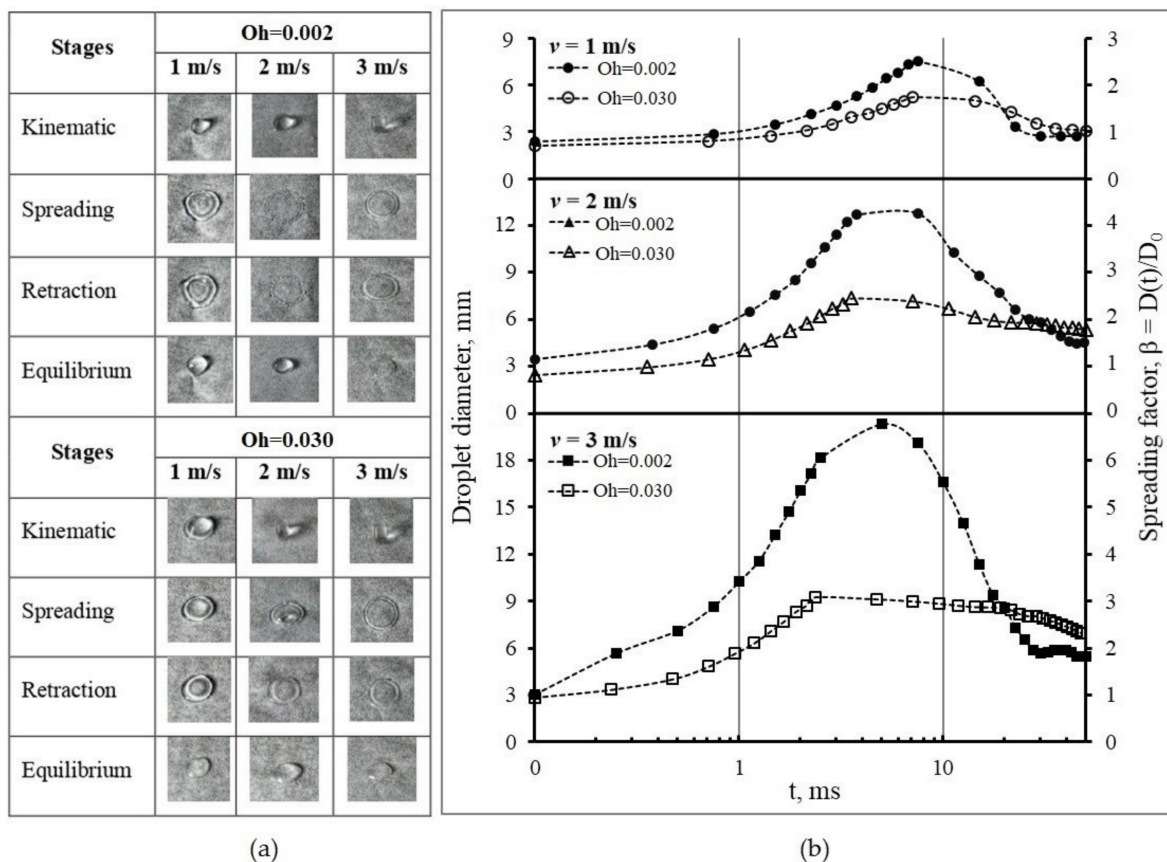 Stages
Oh=0.002
1 m/s 2 m/s 3 m/s
Kinematic
Spreading
Retraction
Equilibrium
Stages
Oh=0.030
1 m/s 2 m/s 3 m/s
Kinematic
Spreading
Retraction
Equilibrium
(a)
Droplet diameter, mm
9
6
3
0
v = 1 m/s
Oh=0.002
Oh=0.030
3
2
1
0
12
9
6
3
0
v = 2 m/s
Oh=0.002
Oh=0.030
4
3
2
1
0
18
15
12
9
6
3
0
v = 3 m/s
Oh=0.002
Oh=0.030
6
5
4
3
2
1
0
Spreading factor, β = D(t)/D0
0 1 10
t, ms
(b)